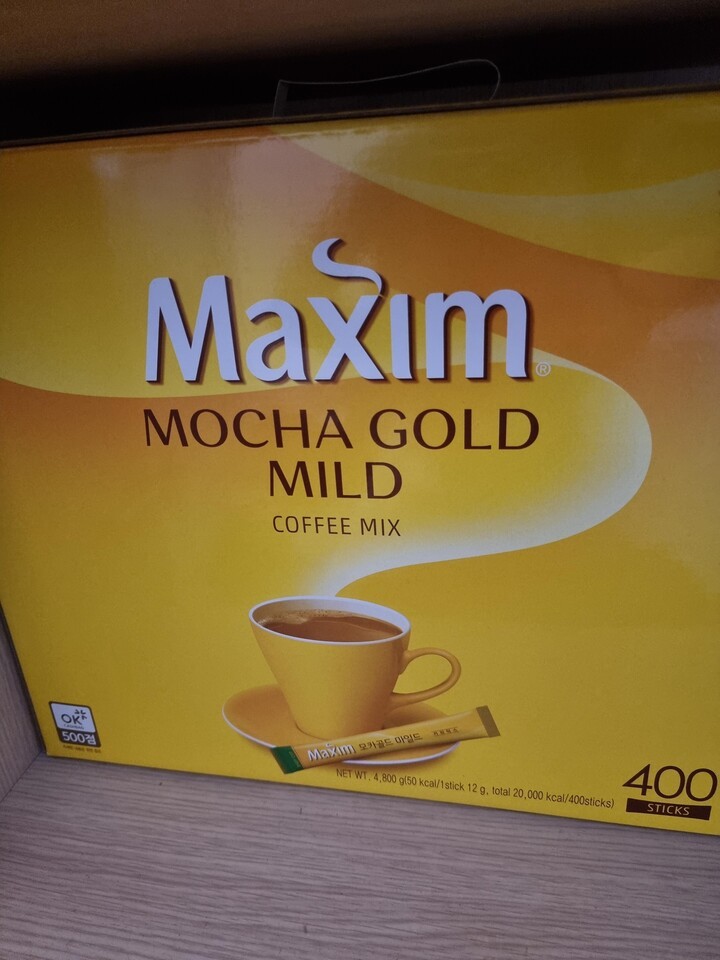 Maxim®
MOCHA GOLD
MILD
COFFEE MIX
OK
500점
Maxim 모카골드 마일드
NET WT. 4,800 g(50 kcal/1stick 12 g, total 20,000 kcal/400sticks)
400
STICKS